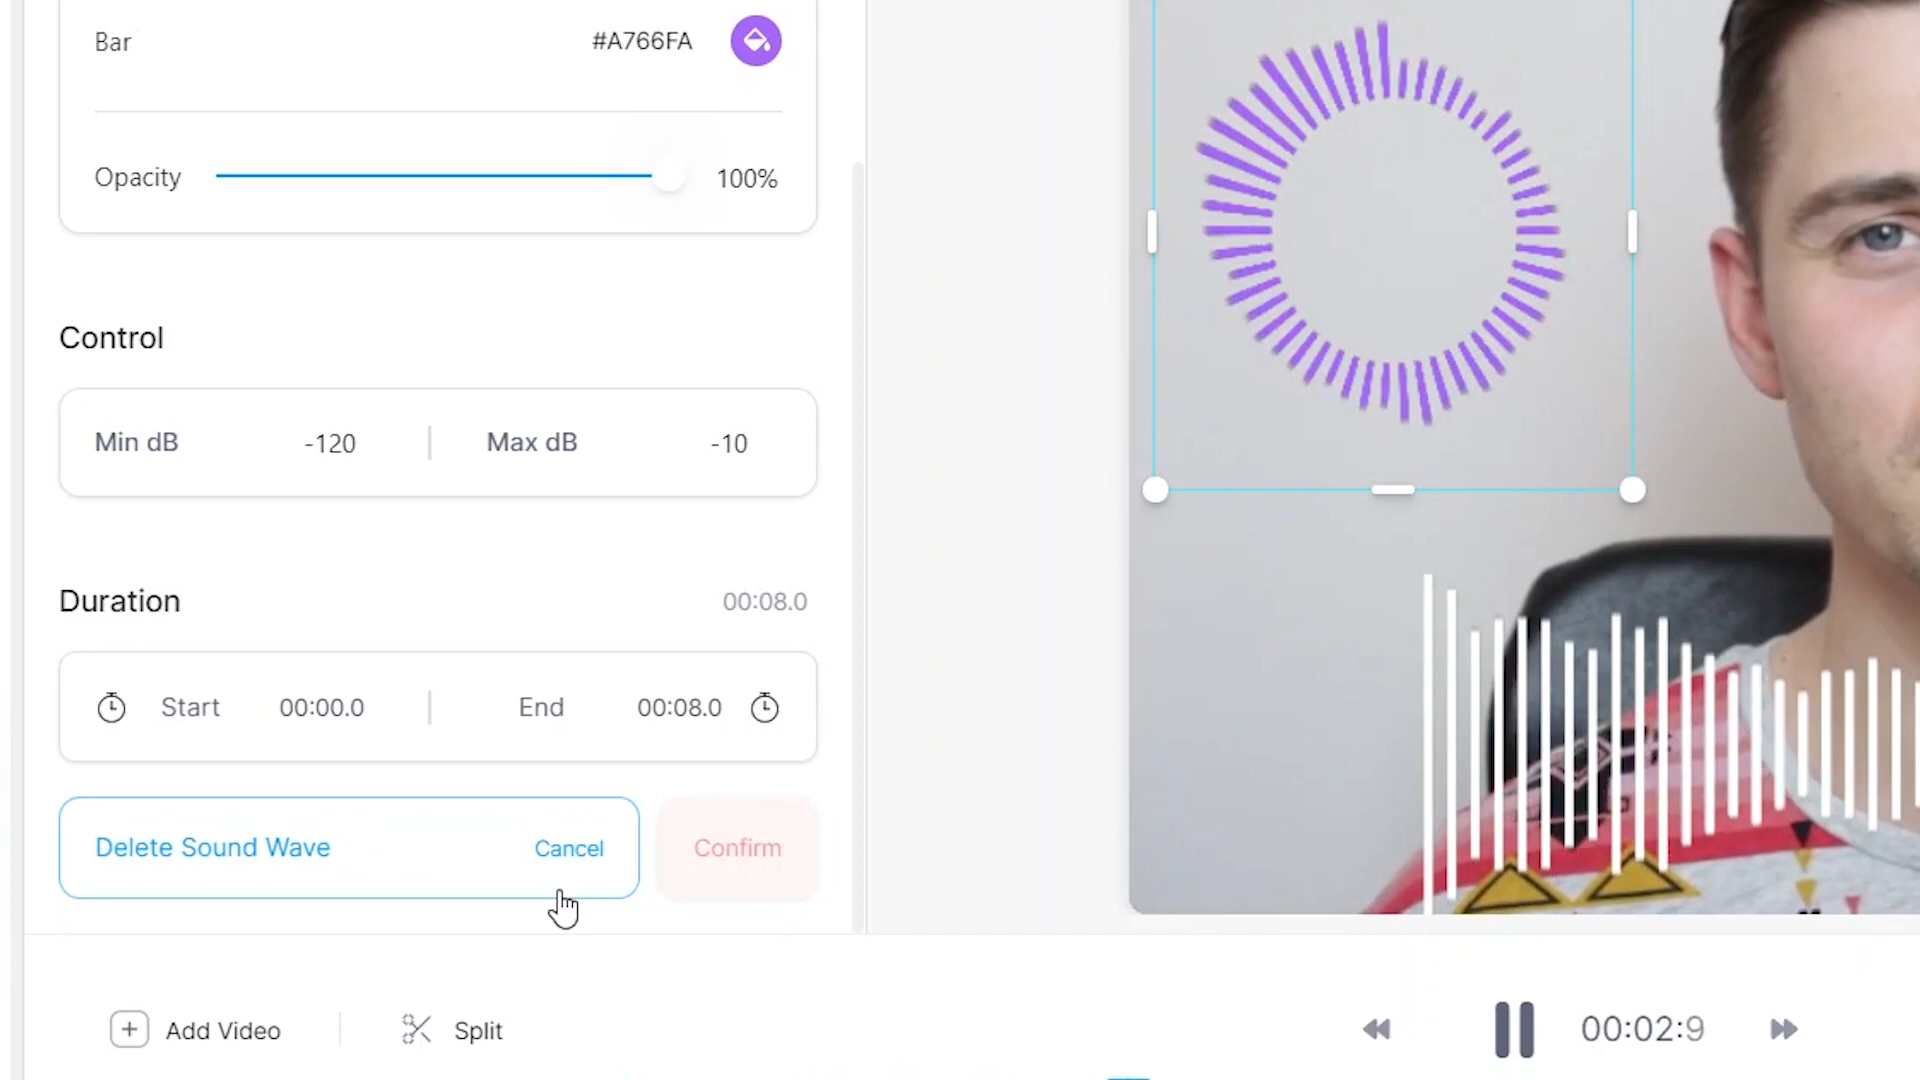 Bar #A766FA
Opacity 100%
Control
Min dB -120 Max dB -10
Duration 00:08.0
Start 00:00.0 End 00:08.0
Delete Sound Wave Cancel Confirm
Add Video Split 00:02:9